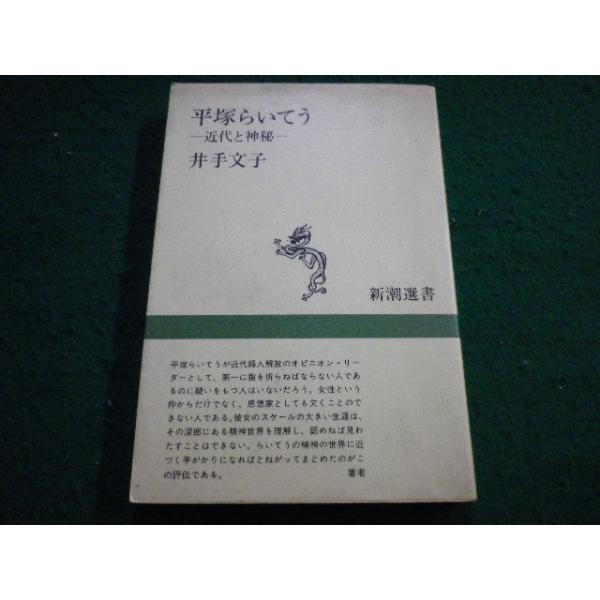 平塚らいてう
―近代と神秘―
井手文子
新潮選書
平塚らいてうが近代婦人解放のオピニオン・リー
ダーとして、第一に指を折らねばならない人であ
るのに疑いをもつ人はいないだろう。女性という
枠からだけでなく、思想家としても欠くことので
きない人である。彼女のスケールの大きい生涯は、
その深部にある精神世界を理解し、認めねば見わ
たすことはできない。らいてうの精神の世界に近
づく手がかりになればとねがってまとめたのがこ
の評伝である。 著者